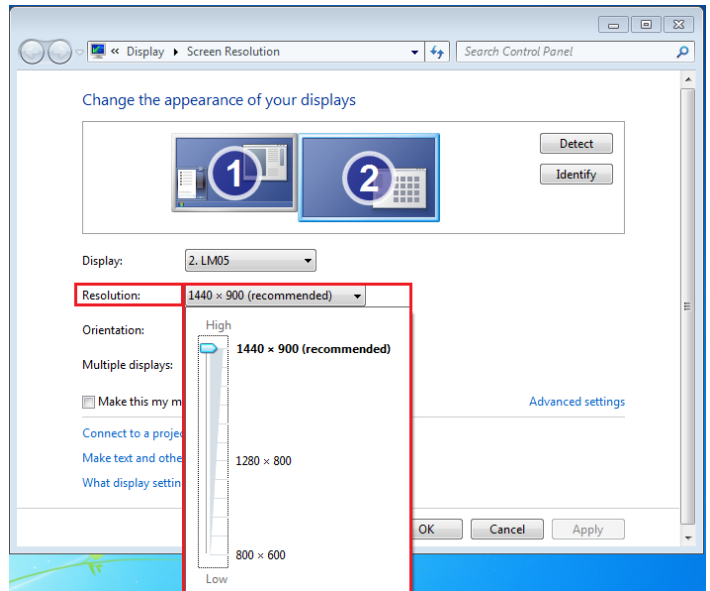 « Display ▸ Screen Resolution
Search Control Panel
Change the appearance of your displays
1
2
Detect
Identify
Display:
2. LM05
Resolution:
1440 × 900 (recommended)
Orientation:
High
1440 × 900 (recommended)
Multiple displays:
Make this my m
Advanced settings
Connect to a projec
Make text and othe
1280 × 800
What display settin
OK
Cancel
Apply
800 × 600
Low